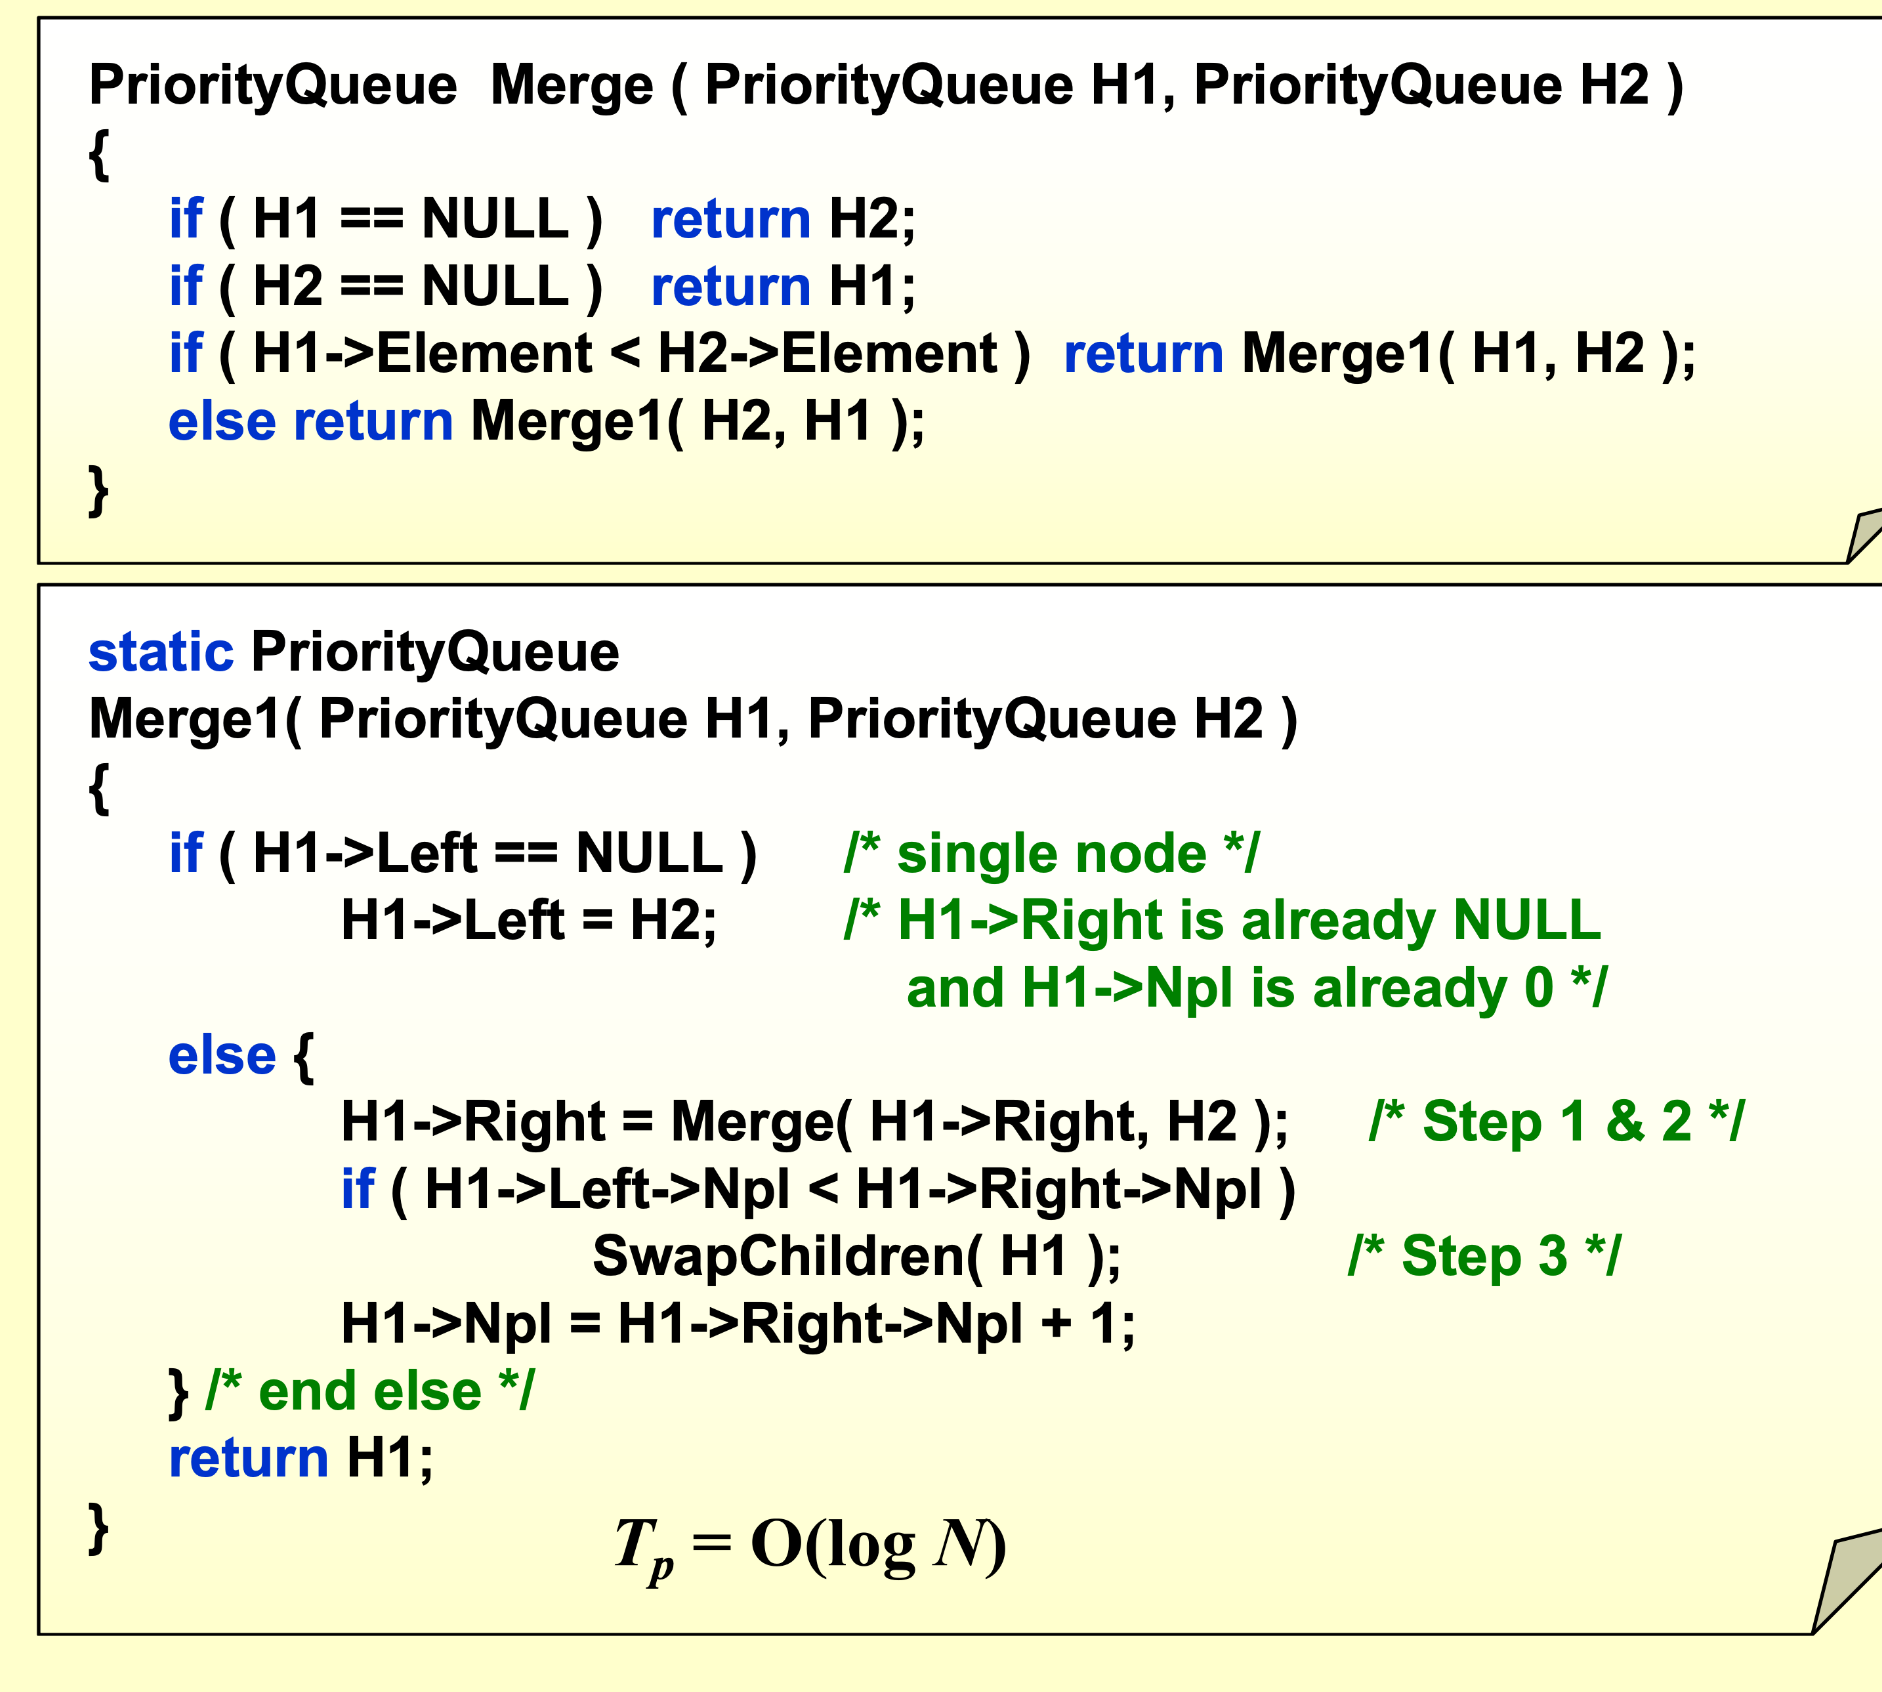 PriorityQueue  Merge ( PriorityQueue H1, PriorityQueue H2 )
{
if ( H1 == NULL )   return H2;
if ( H2 == NULL )   return H1;
if ( H1->Element < H2->Element )  return Merge1( H1, H2 );
else return Merge1( H2, H1 );
}
static PriorityQueue
Merge1( PriorityQueue H1, PriorityQueue H2 )
{
if ( H1->Left == NULL )     /* single node */
H1->Left = H2;     /* H1->Right is already NULL
and H1->Npl is already 0 */
else {
H1->Right = Merge( H1->Right, H2 );     /* Step 1 & 2 */
if ( H1->Left->Npl < H1->Right->Npl )
SwapChildren( H1 );     /* Step 3 */
H1->Npl = H1->Right->Npl + 1;
} /* end else */
return H1;
}
Tp = O(log N)